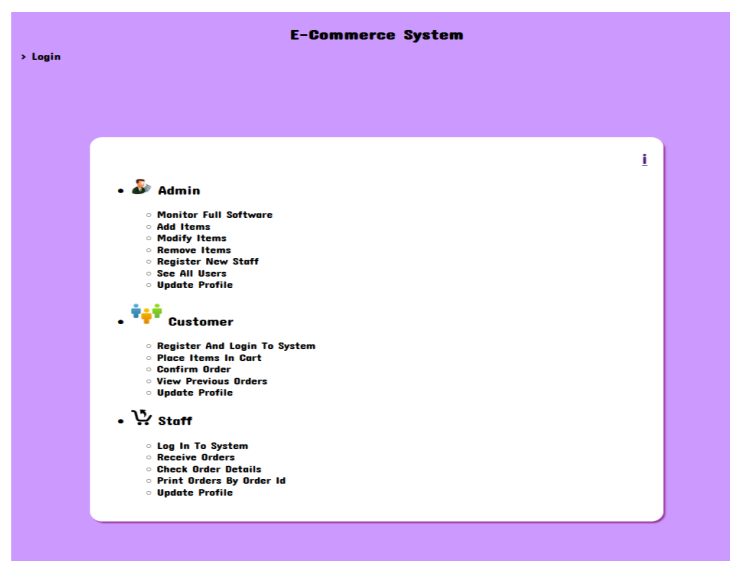 E-Commerce System
> Login
i
Admin
Monitor Full Software
Add Items
Modify Items
Remove Items
Register New Staff
See All Users
Update Profile
Customer
Register And Login To System
Place Items In Cart
Confirm Order
View Previous Orders
Update Profile
Staff
Log In To System
Receive Orders
Check Order Details
Print Orders By Order Id
Update Profile